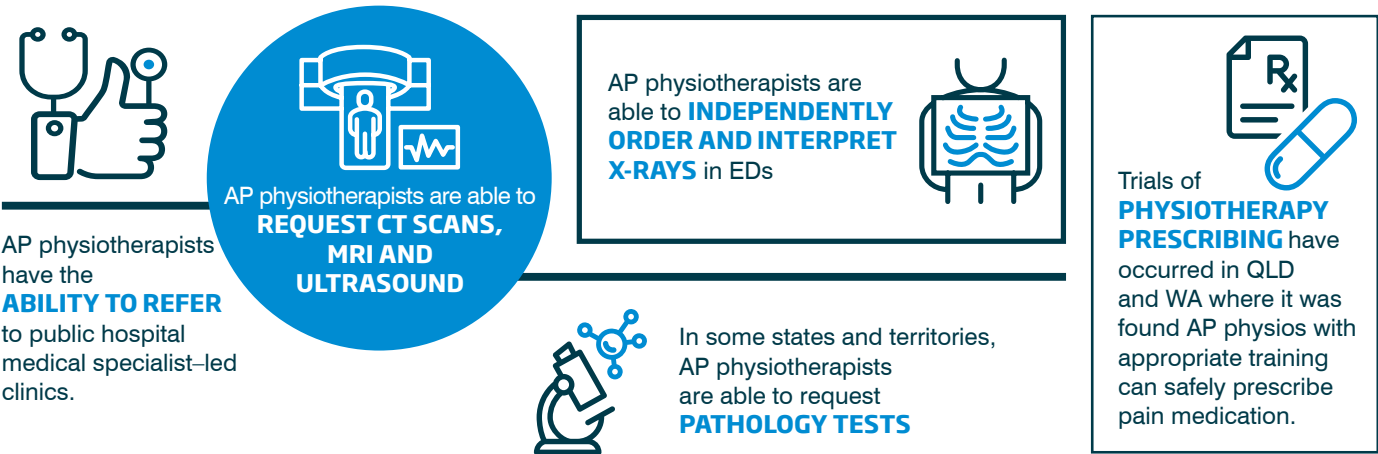 AP physiotherapists
have the
ABILITY TO REFER
to public hospital
medical specialist–led
clinics.
AP physiotherapists are able to
REQUEST CT SCANS,
MRI AND
ULTRASOUND
AP physiotherapists are
able to INDEPENDENTLY
ORDER AND INTERPRET
X-RAYS in EDs
In some states and territories,
AP physiotherapists
are able to request
PATHOLOGY TESTS
Rx
Trials of
PHYSIOTHERAPY
PRESCRIBING have
occurred in QLD
and WA where it was
found AP physios with
appropriate training
can safely prescribe
pain medication.